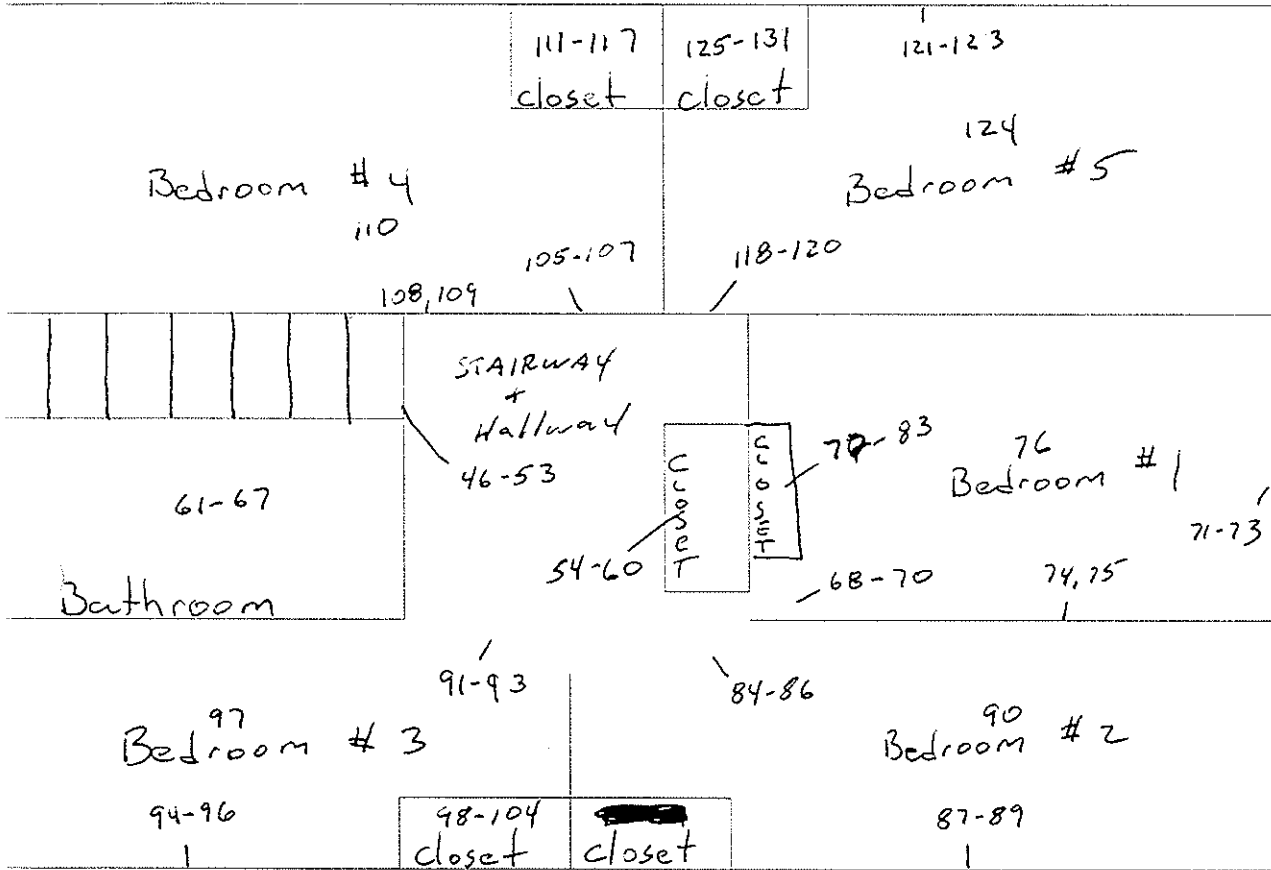 111-117
closet
125-131
closet
121-123
124
Bedroom # 5
Bedroom # 4
110
105-107
118-120
108,109
STAIRWAY
+
Hallway
46-53
61-67
Bathroom
CLOSET
54-60
CLOSET
77-83
76
Bedroom # 1
71-73
68-70
74,75
91-93
84-86
97
Bedroom # 3
90
Bedroom # 2
94-96
98-104
closet
closet
87-89